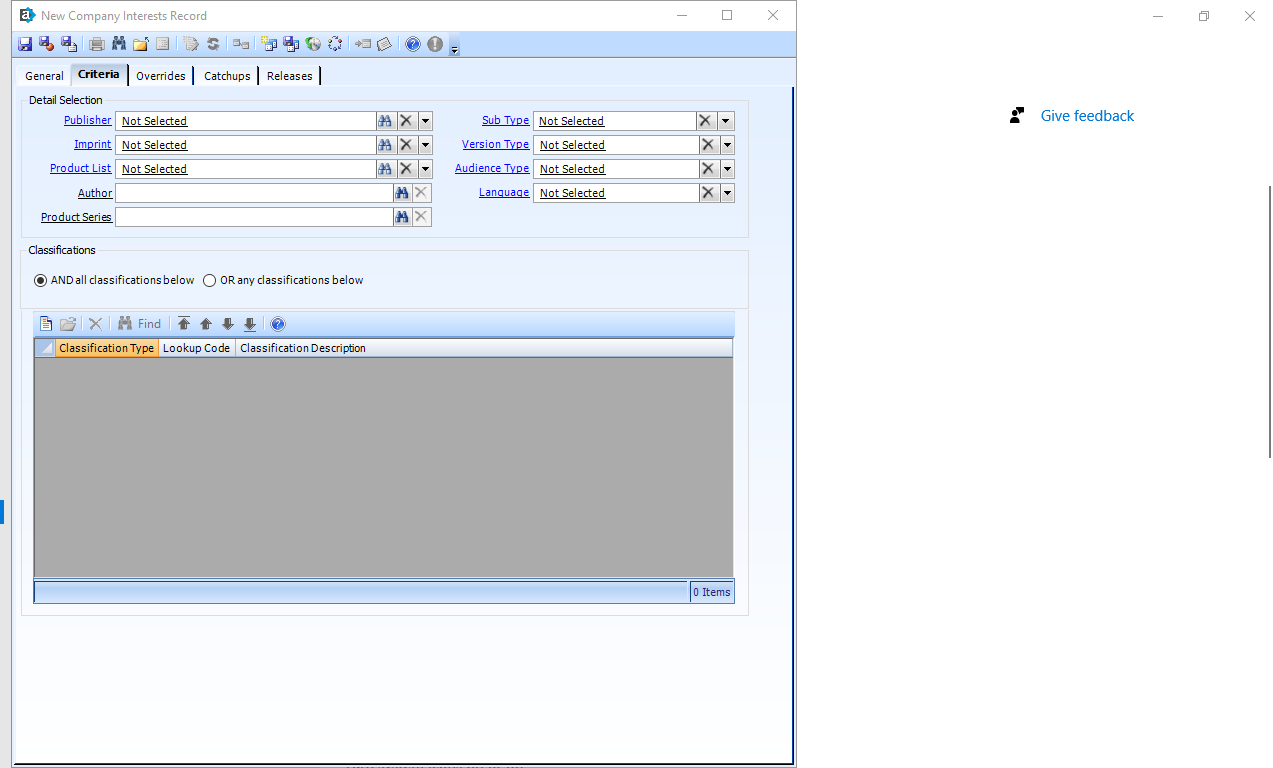 New Company Interests Record
General Criteria Overrides Catchups Releases
Detail Selection
Publisher Not Selected Sub Type Not Selected
Imprint Not Selected Version Type Not Selected
Product List Not Selected Audience Type Not Selected
Author Language Not Selected
Product Series
Classifications
AND all classifications below OR any classifications below
Find
Classification Type Lookup Code Classification Description
0 Items
Give feedback